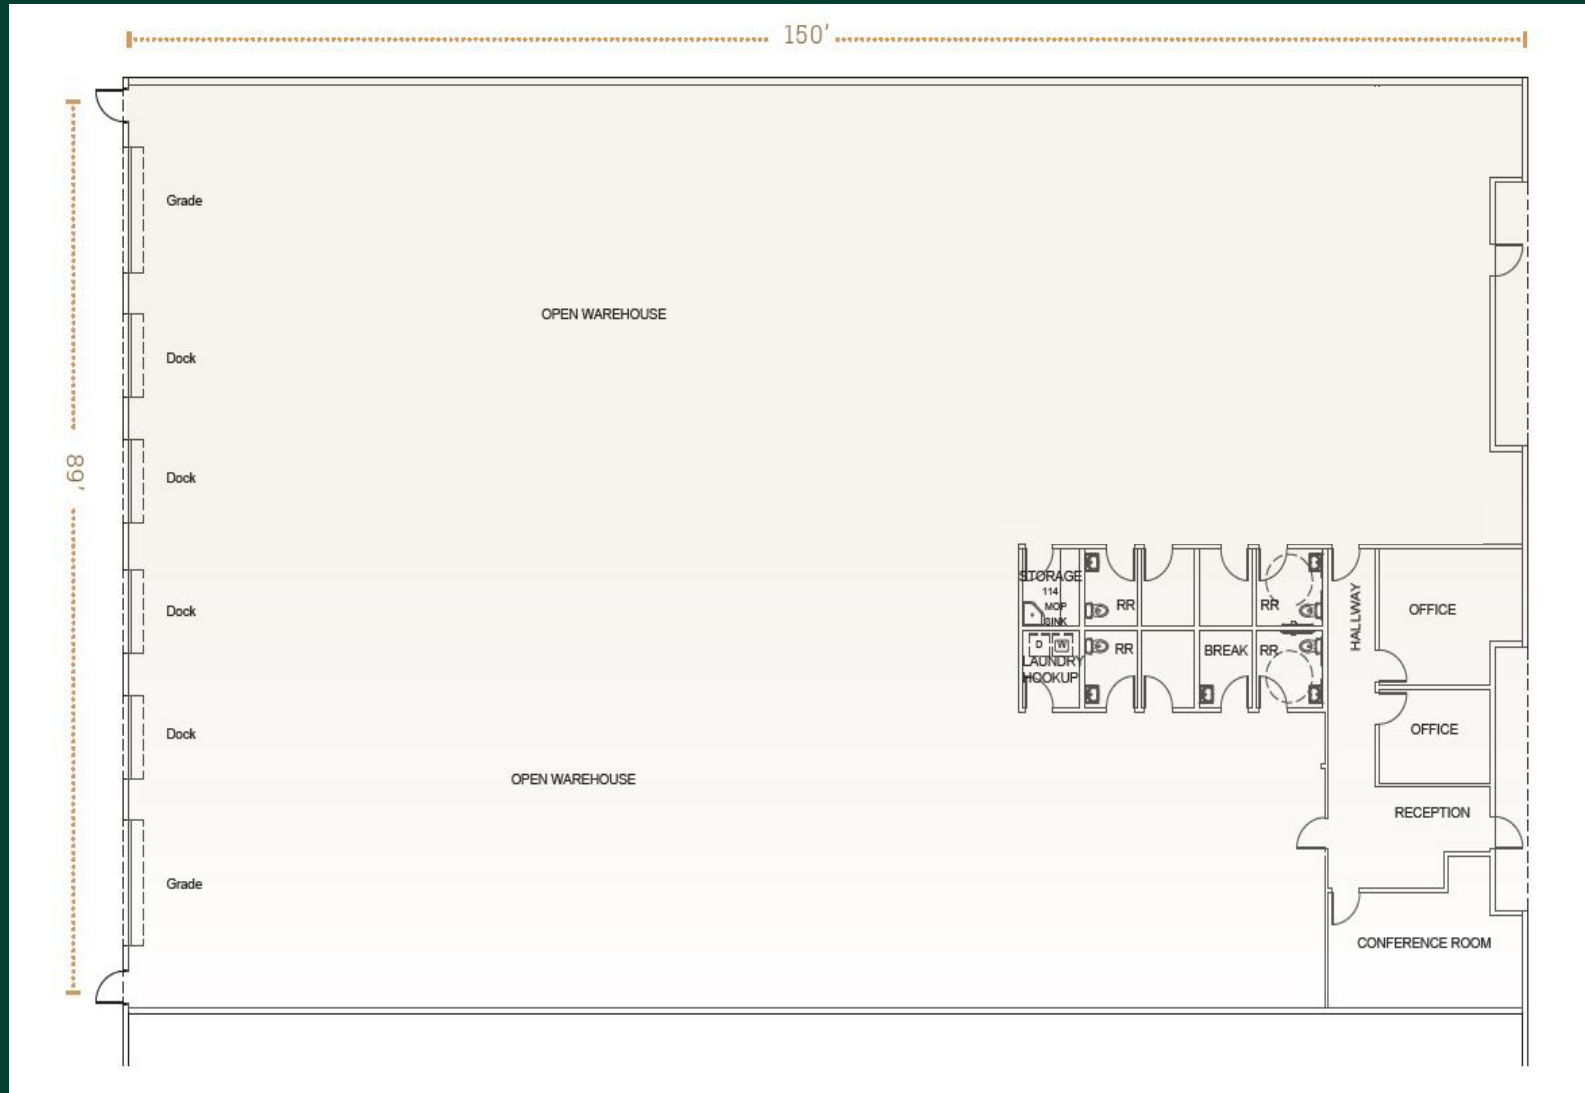 150'
89'
Grade
OPEN WAREHOUSE
Dock
Dock
STORAGE
114
MOP
SINK
RR
RR
HALLWAY
OFFICE
Dock
D
W
LAUNDRY
HOOKUP
RR
BREAK
RR
OFFICE
Dock
OPEN WAREHOUSE
RECEPTION
Grade
CONFERENCE ROOM